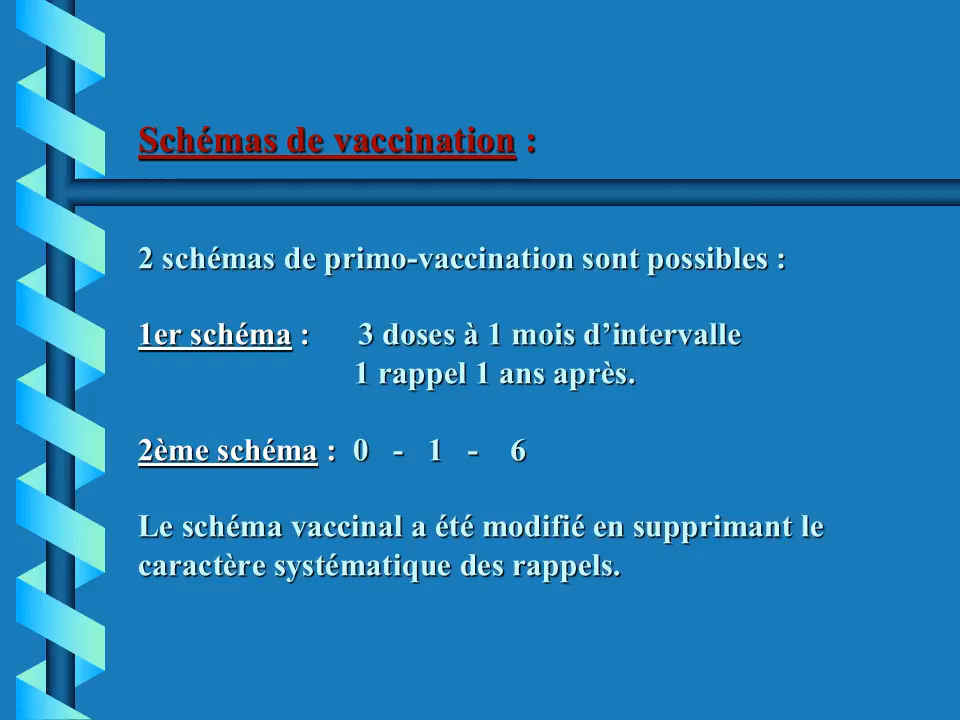 Schémas de vaccination :
2 schémas de primo-vaccination sont possibles :
1er schéma : 3 doses à 1 mois d’intervalle
1 rappel 1 ans après.
2ème schéma : 0 - 1 - 6
Le schéma vaccinal a été modifié en supprimant le
caractère systématique des rappels.